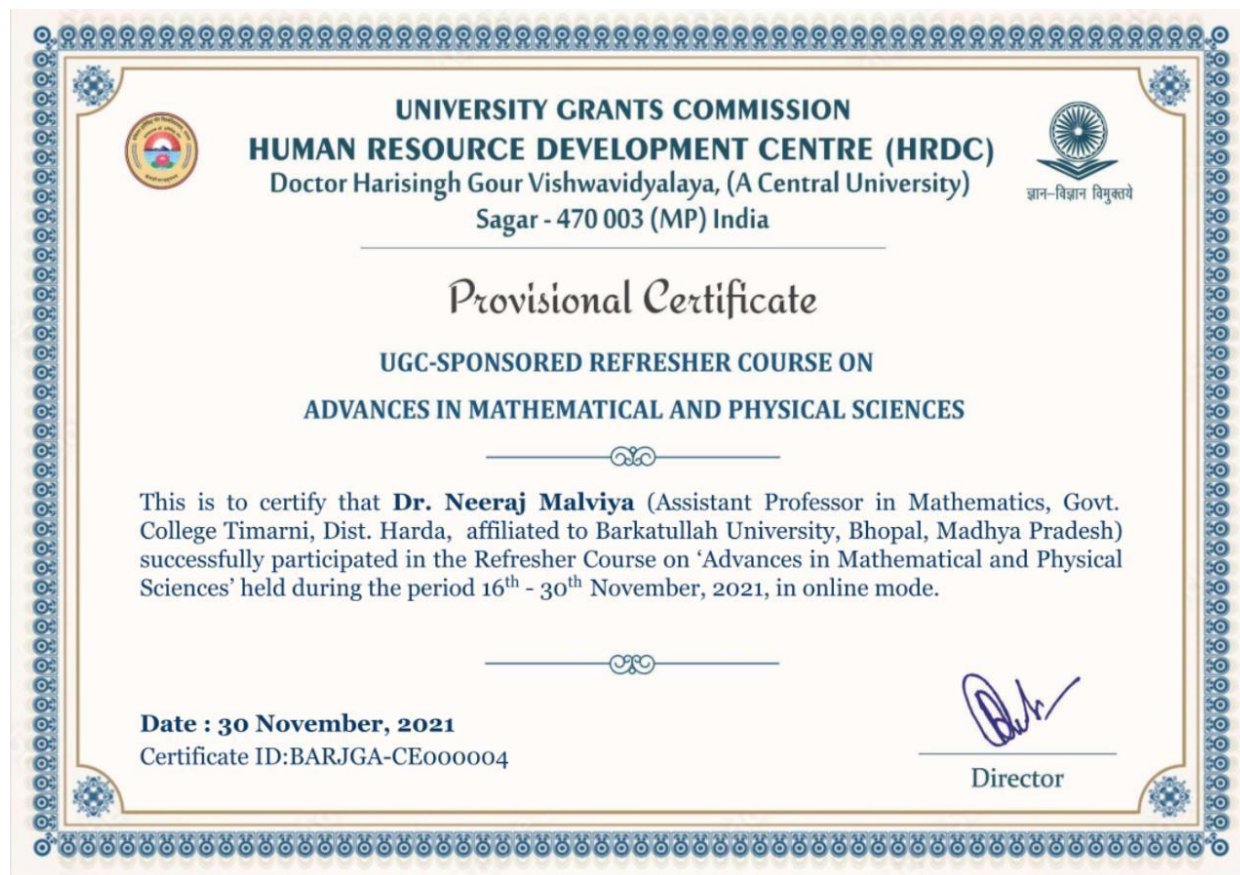 UNIVERSITY GRANTS COMMISSION
HUMAN RESOURCE DEVELOPMENT CENTRE (HRDC)
Doctor Harisingh Gour Vishwavidyalaya, (A Central University)
Sagar - 470 003 (MP) India
ज्ञान-विज्ञान विमुक्तये
Provisional Certificate
UGC-SPONSORED REFRESHER COURSE ON
ADVANCES IN MATHEMATICAL AND PHYSICAL SCIENCES
This is to certify that Dr. Neeraj Malviya (Assistant Professor in Mathematics, Govt.
College Timarni, Dist. Harda, affiliated to Barkatullah University, Bhopal, Madhya Pradesh)
successfully participated in the Refresher Course on ‘Advances in Mathematical and Physical
Sciences’ held during the period 16th - 30th November, 2021, in online mode.
Date : 30 November, 2021
Certificate ID:BARJGA-CE000004
Director